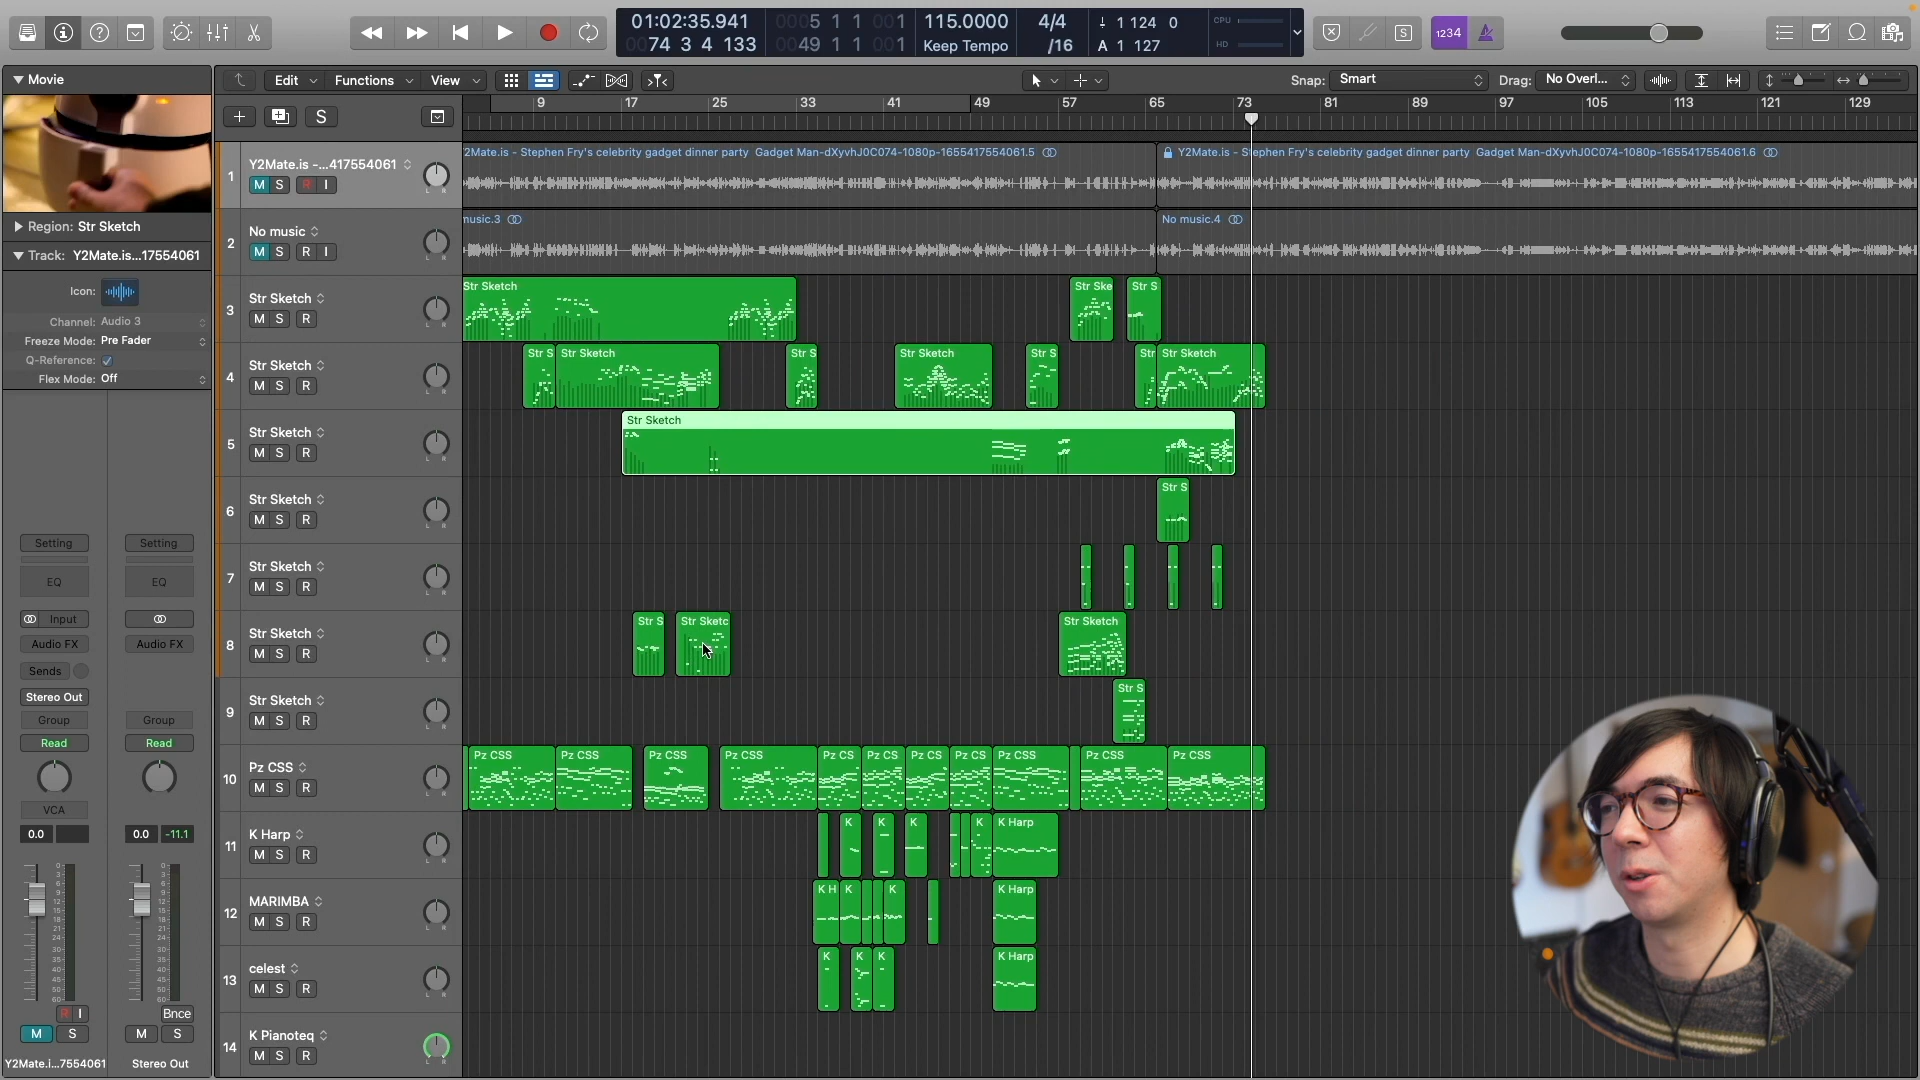 01:02:35.941
0074 3 4 133
0005 1 1 001
0049 1 1 001
115.0000
Keep Tempo
4/4
/16
1 124 0
A 1 127
CPU
HD
S
1234
Movie
Edit
Functions
View
Snap: Smart
Drag: No Overl...
S
9 17 25 33 41 49 57 65 73 81 89 97 105 113 121 129
Region: Str Sketch
Track: Y2Mate.is...17554061
Icon:
Channel: Audio 3
Freeze Mode: Pre Fader
Q-Reference:
Flex Mode: Off
Setting Setting
EQ EQ
Input
Audio FX Audio FX
Sends
Stereo Out
Group Group
Read Read
VCA
0.0 0.0 -11.1
R I Bnce
M S M S
Y2Mate.i...7554061 Stereo Out
1 Y2Mate.is -...417554061
M S R I
2Mate.is - Stephen Fry's celebrity gadget dinner party Gadget Man-dXyvhJ0C074-1080p-1655417554061.5
Y2Mate.is - Stephen Fry's celebrity gadget dinner party Gadget Man-dXyvhJ0C074-1080p-1655417554061.6
2 No music
M S R I
music.3
No music.4
3 Str Sketch
M S R
Str Sketch Str Ske Str S
4 Str Sketch
M S R
Str S Str Sketch Str S Str Sketch Str S Str Str Sketch
5 Str Sketch
M S R
Str Sketch
6 Str Sketch
M S R
Str S
7 Str Sketch
M S R
8 Str Sketch
M S R
Str S Str Sketc Str Sketch
9 Str Sketch
M S R
Str S
10 Pz CSS
M S R
Pz CSS Pz CSS Pz CSS Pz CSS Pz CS Pz CS Pz CS Pz CS Pz CSS Pz CSS Pz CSS
11 K Harp
M S R
K K K K K Harp
12 MARIMBA
M S R
K H K K K Harp
13 celest
M S R
K K K K Harp
14 K Pianoteq
M S R